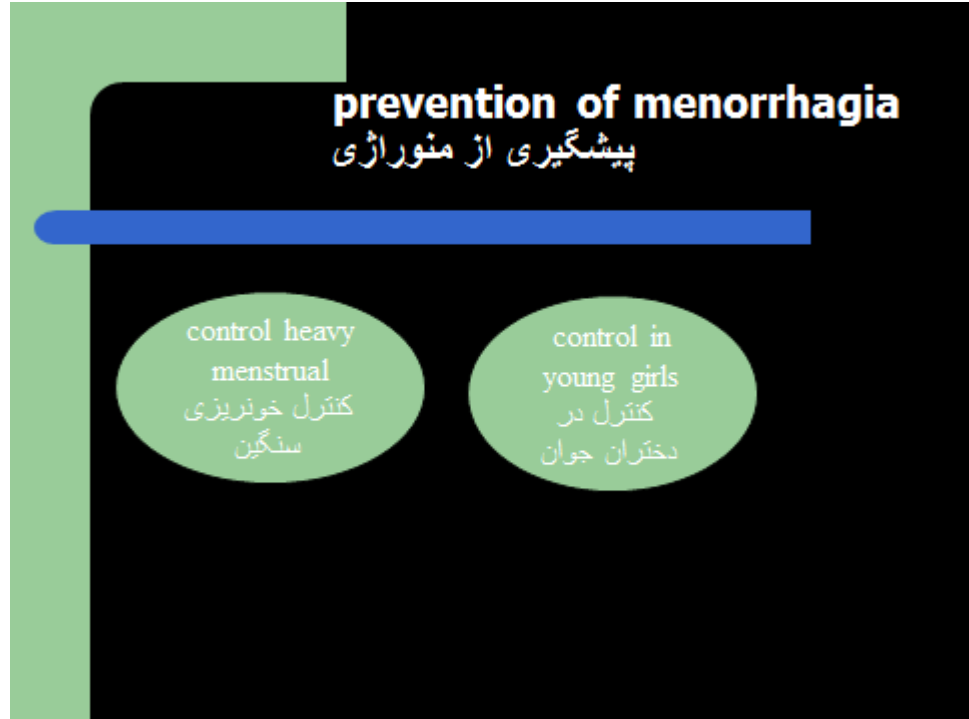 prevention of menorrhagia
پیشگیری از منوراژی
control heavy
menstrual
کنترل خونریزی
سنگین
control in
young girls
کنترل در
دختران جوان